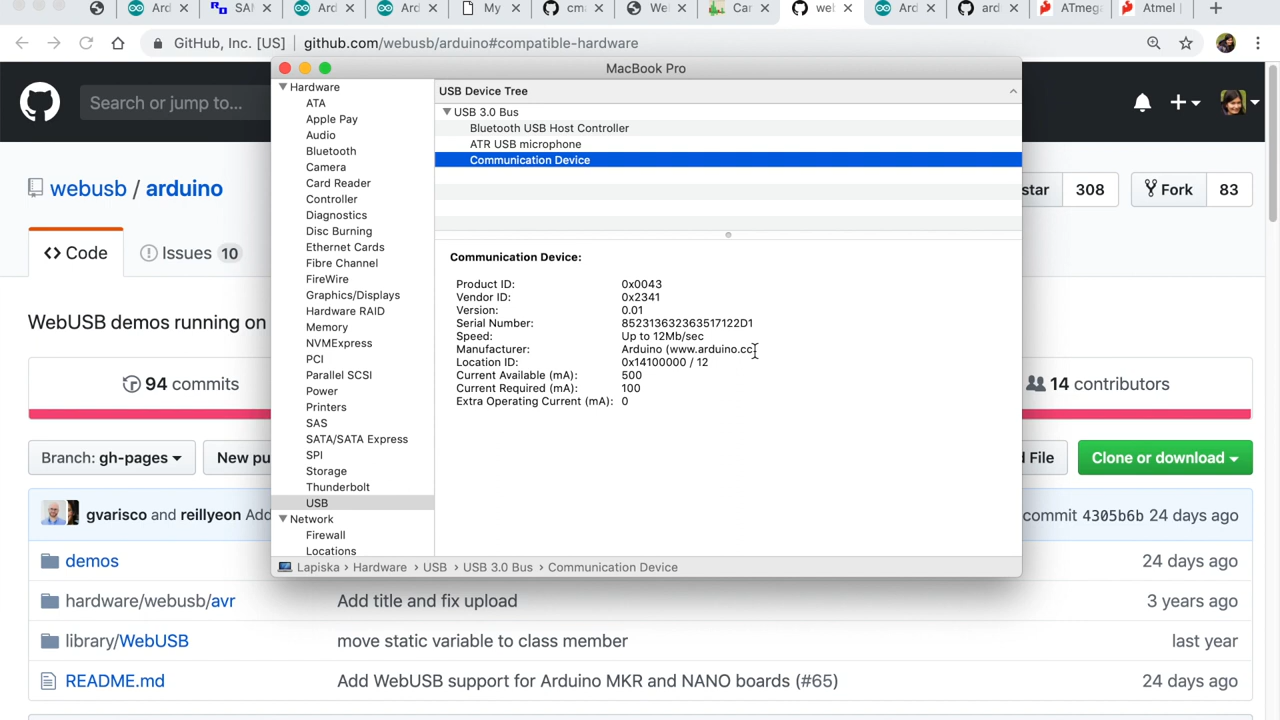 Ard
SAM
Ard
Ard
My
cm
We
Car
wel
Ard
ard
ATmeg
Atmel
GitHub, Inc. [US]
github.com/webusb/arduino#compatible-hardware
Search or jump to...
webusb / arduino
star 308
Fork 83
Code
Issues 10
WebUSB demos running on
94 commits
14 contributors
Branch: gh-pages
New pu
d File
Clone or download
gvarisco and reillyeon Add
commit 4305b6b 24 days ago
demos
24 days ago
hardware/webusb/avr
Add title and fix upload
3 years ago
library/WebUSB
move static variable to class member
last year
README.md
Add WebUSB support for Arduino MKR and NANO boards (#65)
24 days ago
MacBook Pro
Hardware
ATA
Apple Pay
Audio
Bluetooth
Camera
Card Reader
Controller
Diagnostics
Disc Burning
Ethernet Cards
Fibre Channel
FireWire
Graphics/Displays
Hardware RAID
Memory
NVMExpress
PCI
Parallel SCSI
Power
Printers
SAS
SATA/SATA Express
SPI
Storage
Thunderbolt
USB
Network
Firewall
Locations
USB Device Tree
USB 3.0 Bus
Bluetooth USB Host Controller
ATR USB microphone
Communication Device
Communication Device:
Product ID: 0x0043
Vendor ID: 0x2341
Version: 0.01
Serial Number: 852313632363517122D1
Speed: Up to 12Mb/sec
Manufacturer: Arduino (www.arduino.cc)
Location ID: 0x14100000 / 12
Current Available (mA): 500
Current Required (mA): 100
Extra Operating Current (mA): 0
Lapiska › Hardware › USB › USB 3.0 Bus › Communication Device